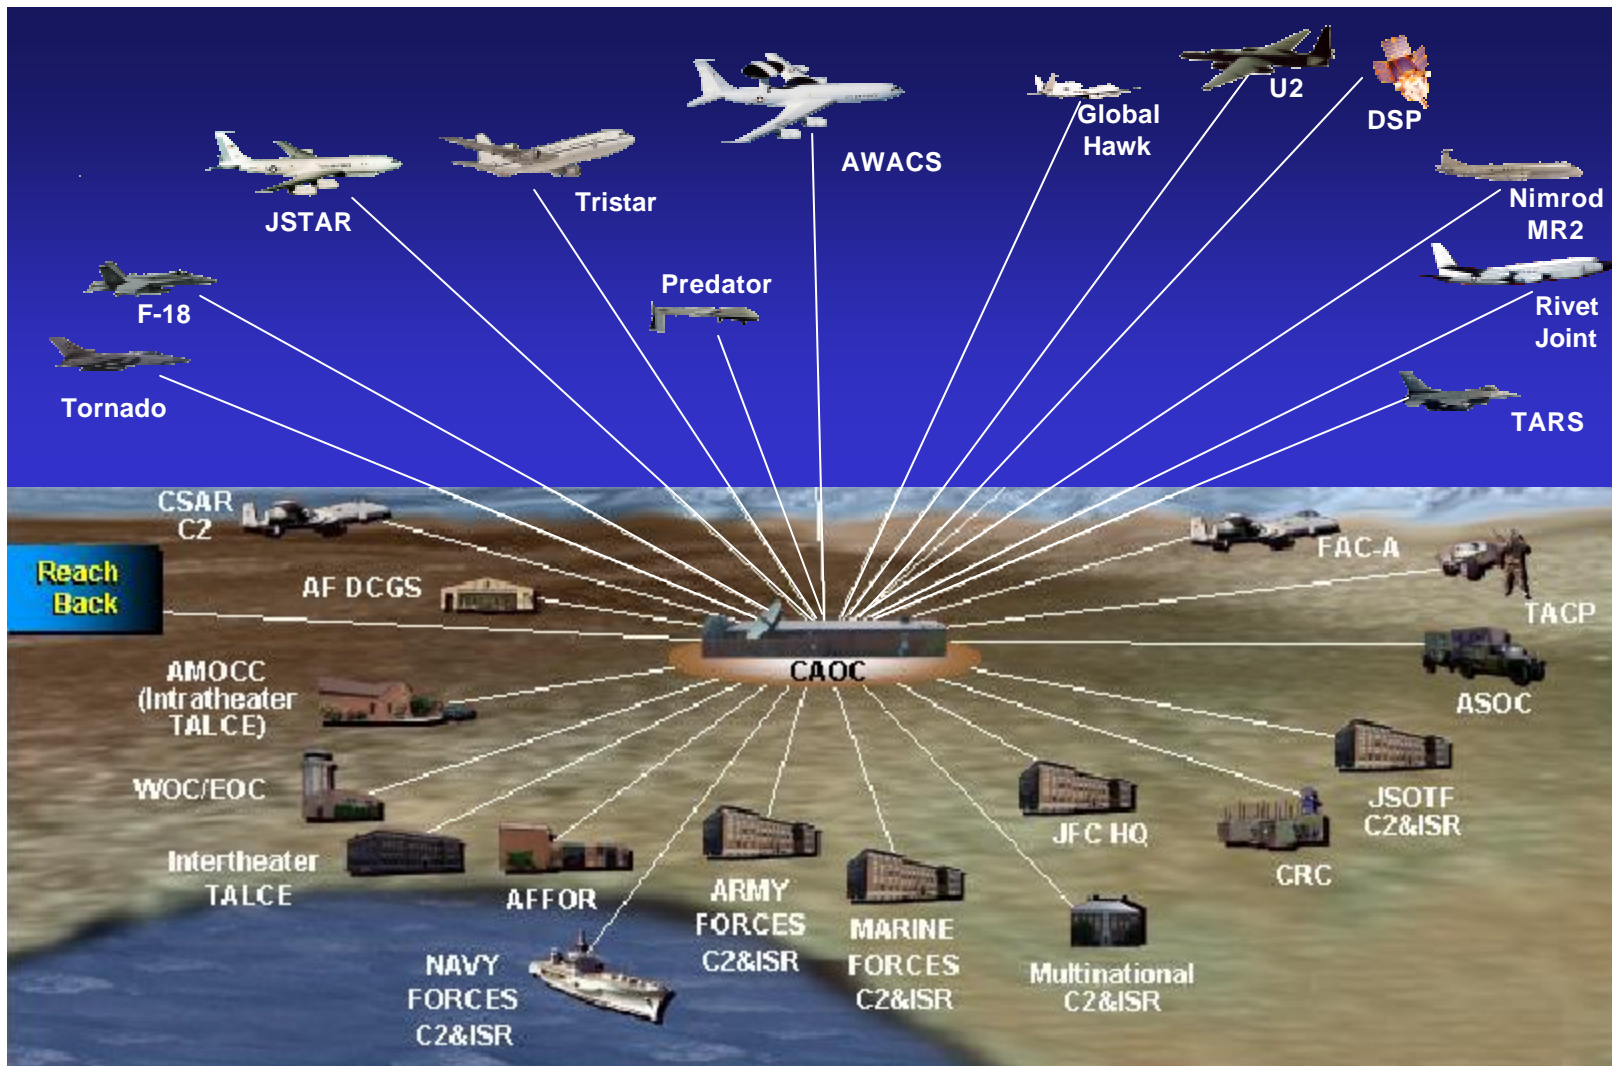 U2
Global
Hawk
DSP
AWACS
JSTAR
Tristar
Nimrod
MR2
Predator
F-18
Rivet
Joint
Tornado
TARS
CSAR
C2
FAC-A
Reach
Back
AF DCGS
TACP
CAOC
AMOCC
(Intratheater
TALCE)
ASOC
WOC/EOC
JSOTF
C2&ISR
JFC HQ
CRC
Intertheater
TALCE
AFFOR
ARMY
FORCES
C2&ISR
MARINE
FORCES
C2&ISR
NAVY
FORCES
C2&ISR
Multinational
C2&ISR